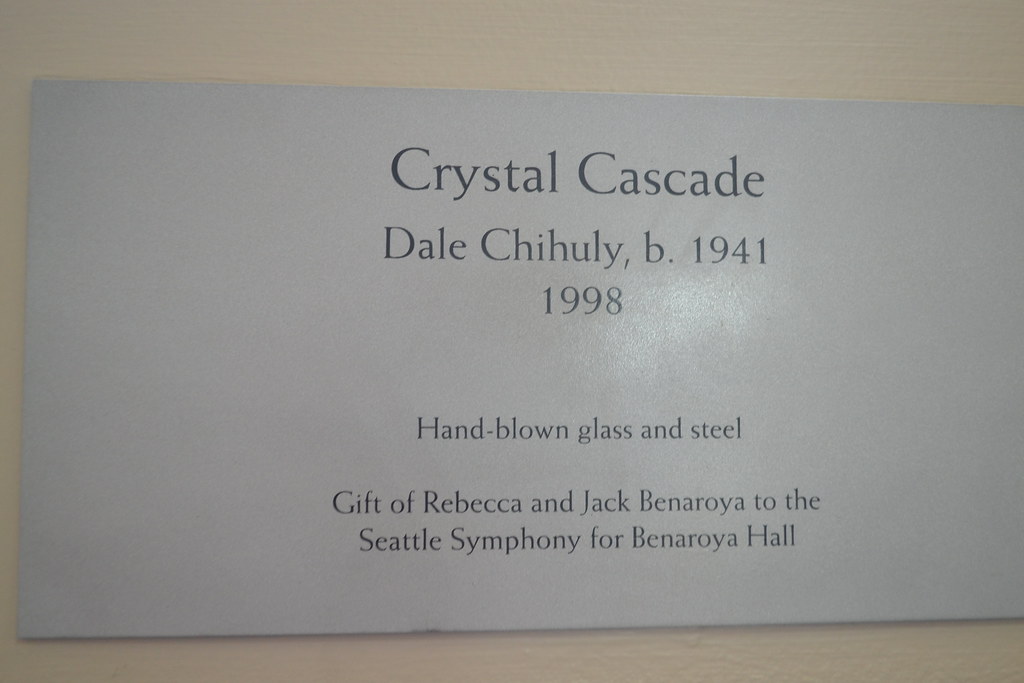 Crystal Cascade
Dale Chihuly, b. 1941
1998
Hand-blown glass and steel
Gift of Rebecca and Jack Benaroya to the
Seattle Symphony for Benaroya Hall